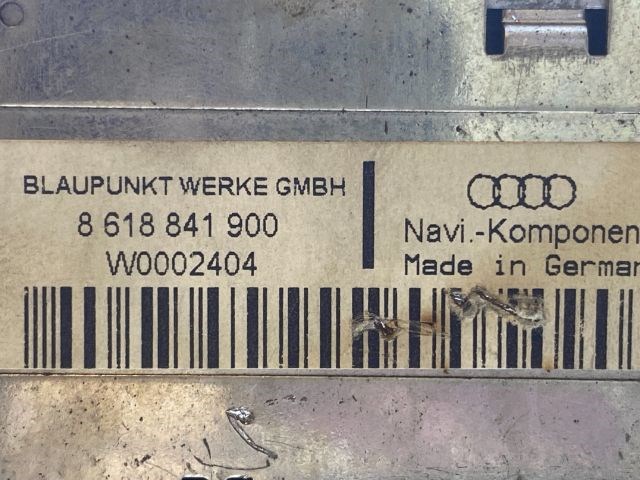 BLAUPUNKT WERKE GMBH
8 618 841 900
W0002404
Navi.-Komponen
Made in German